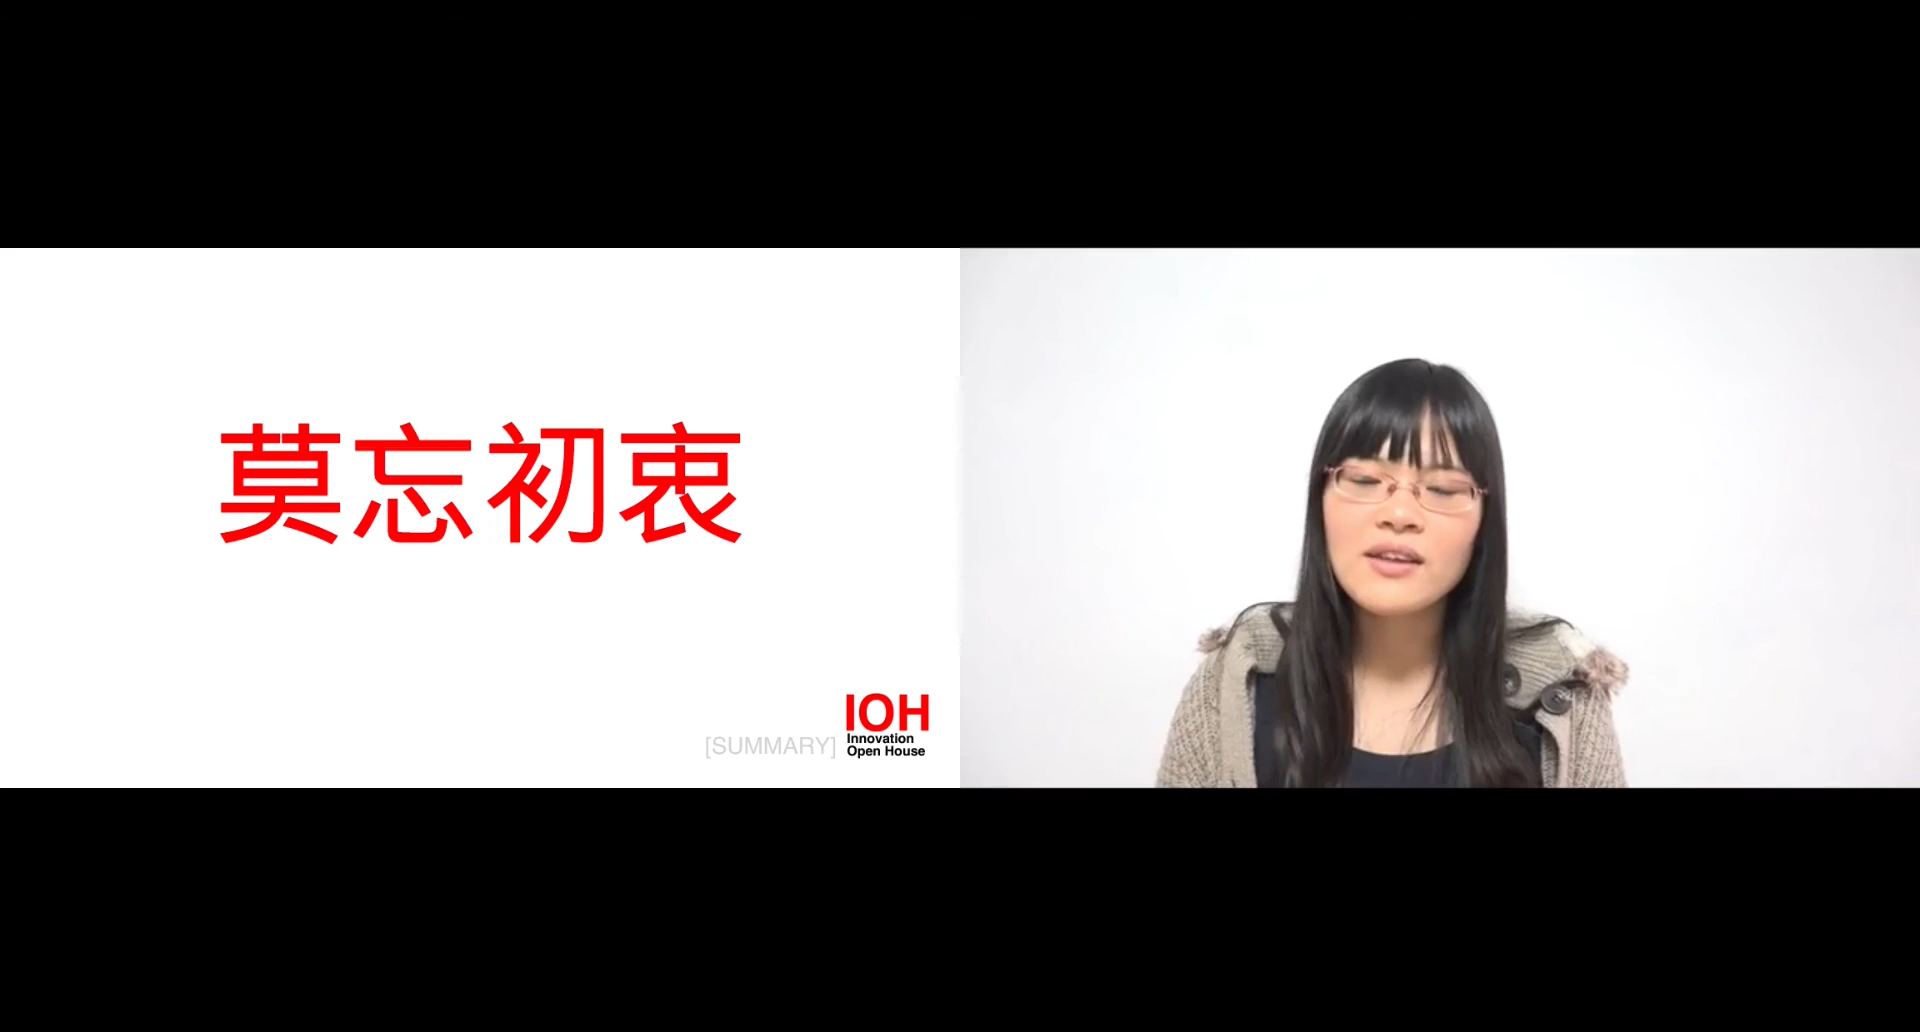 莫忘初衷
[SUMMARY]
IOH
Innovation
Open House